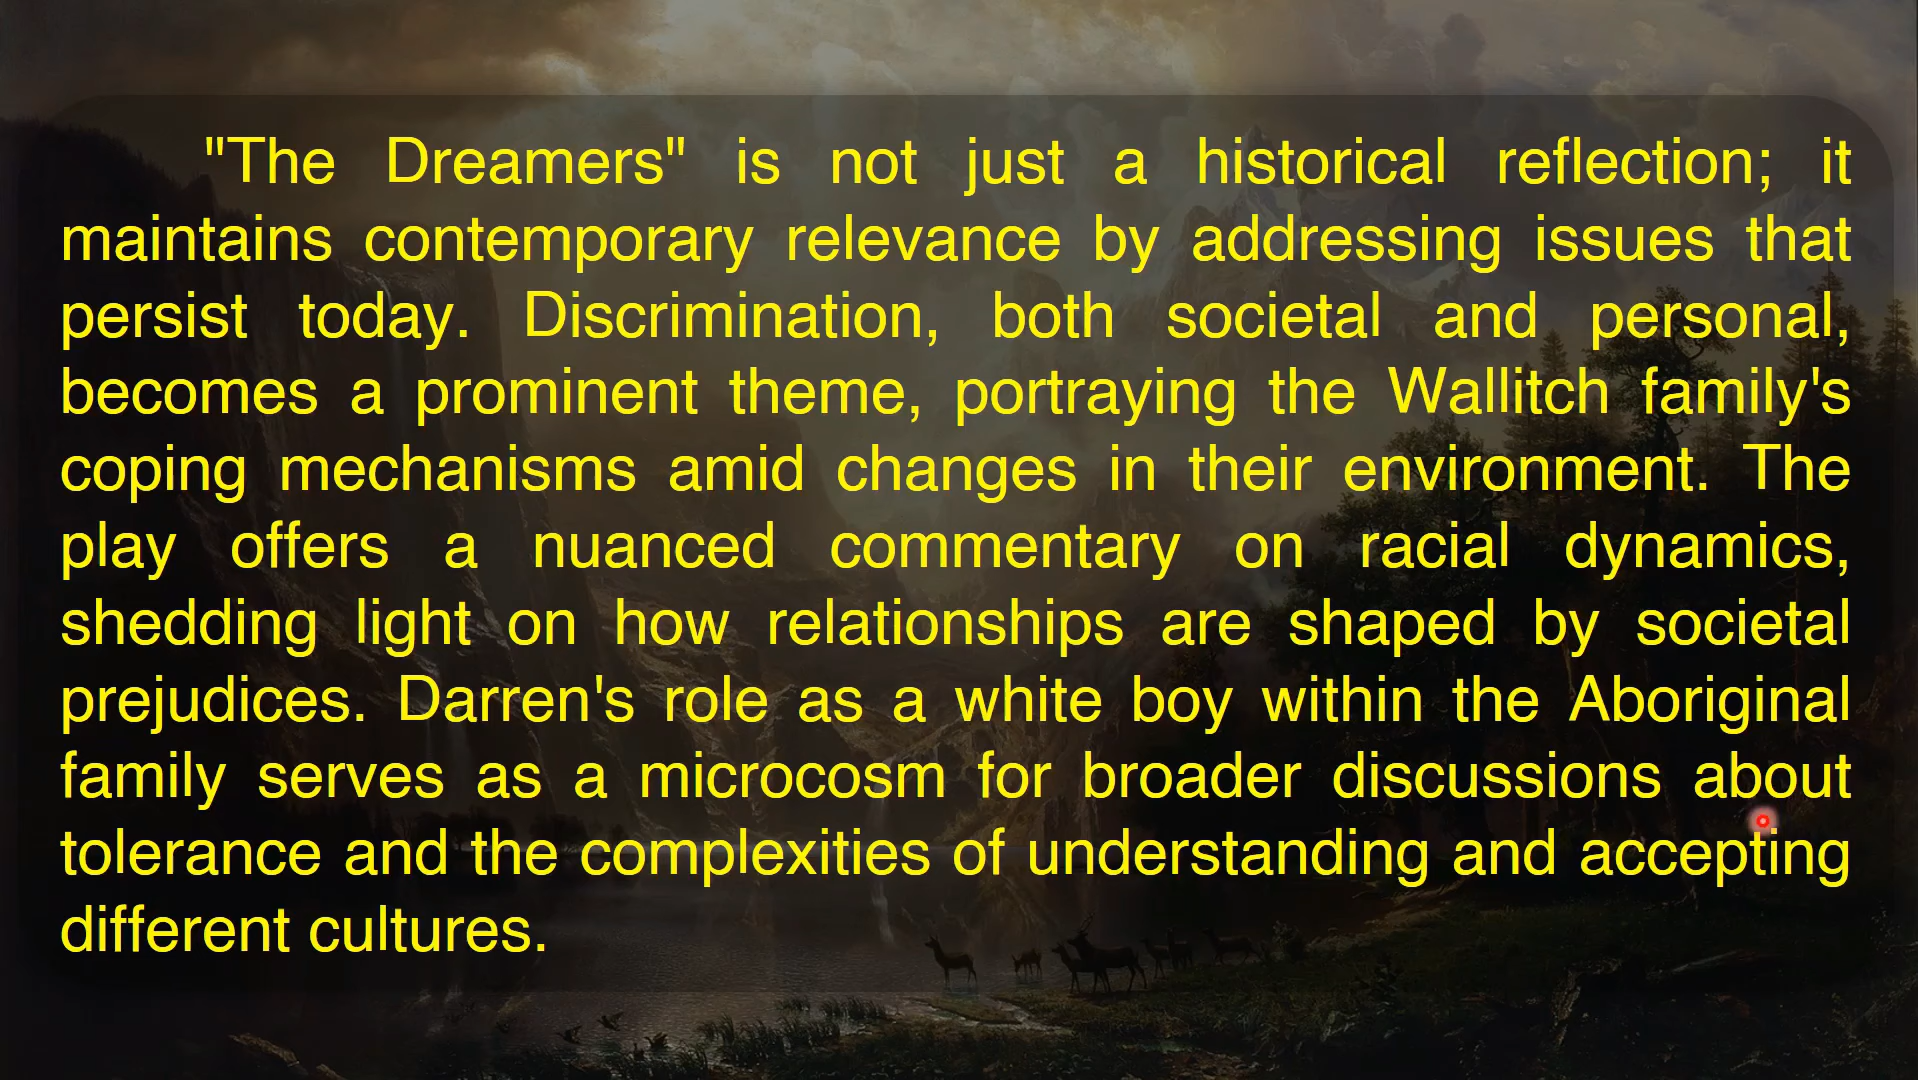 "The Dreamers" is not just a historical reflection; it
maintains contemporary relevance by addressing issues that
persist today. Discrimination, both societal and personal,
becomes a prominent theme, portraying the Wallitch family's
coping mechanisms amid changes in their environment. The
play offers a nuanced commentary on racial dynamics,
shedding light on how relationships are shaped by societal
prejudices. Darren's role as a white boy within the Aboriginal
family serves as a microcosm for broader discussions about
tolerance and the complexities of understanding and accepting
different cultures.